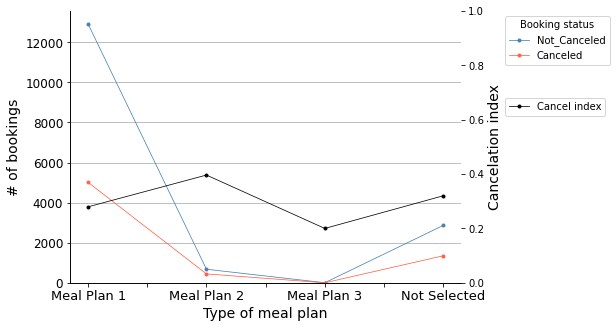 # of bookings
12000
10000
8000
6000
4000
2000
0
Meal Plan 1
Meal Plan 2
Meal Plan 3
Not Selected
Type of meal plan
1.0
0.8
0.6
0.4
0.2
0.0
Cancelation index
Booking status
Not_Canceled
Canceled
Cancel index